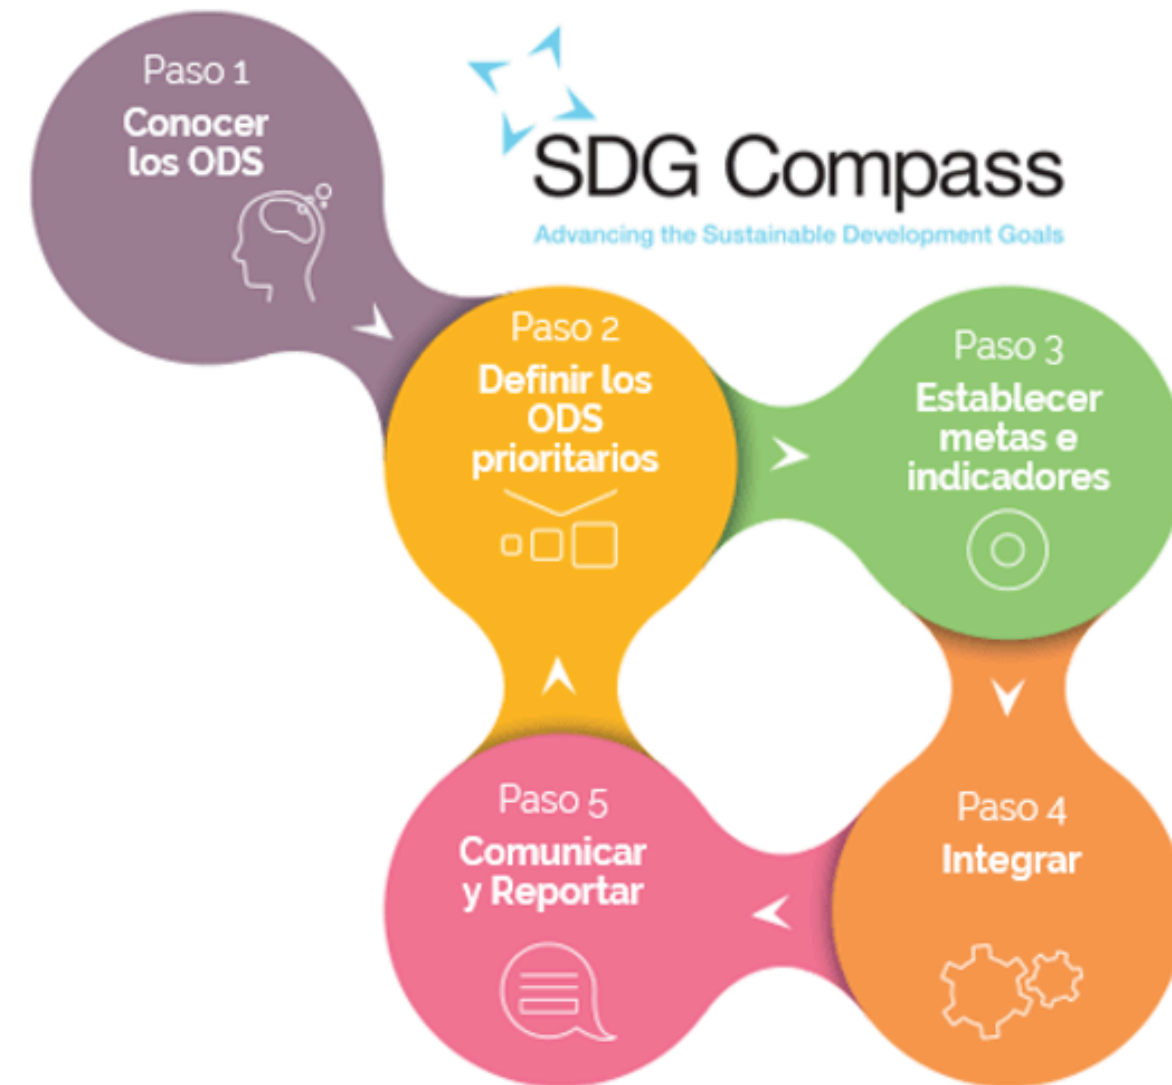 Paso 1
Conocer
los ODS
SDG Compass
Advancing the Sustainable Development Goals
Paso 2
Definir los
ODS
prioritarios
Paso 3
Establecer
metas e
indicadores
Paso 4
Integrar
Paso 5
Comunicar
y Reportar